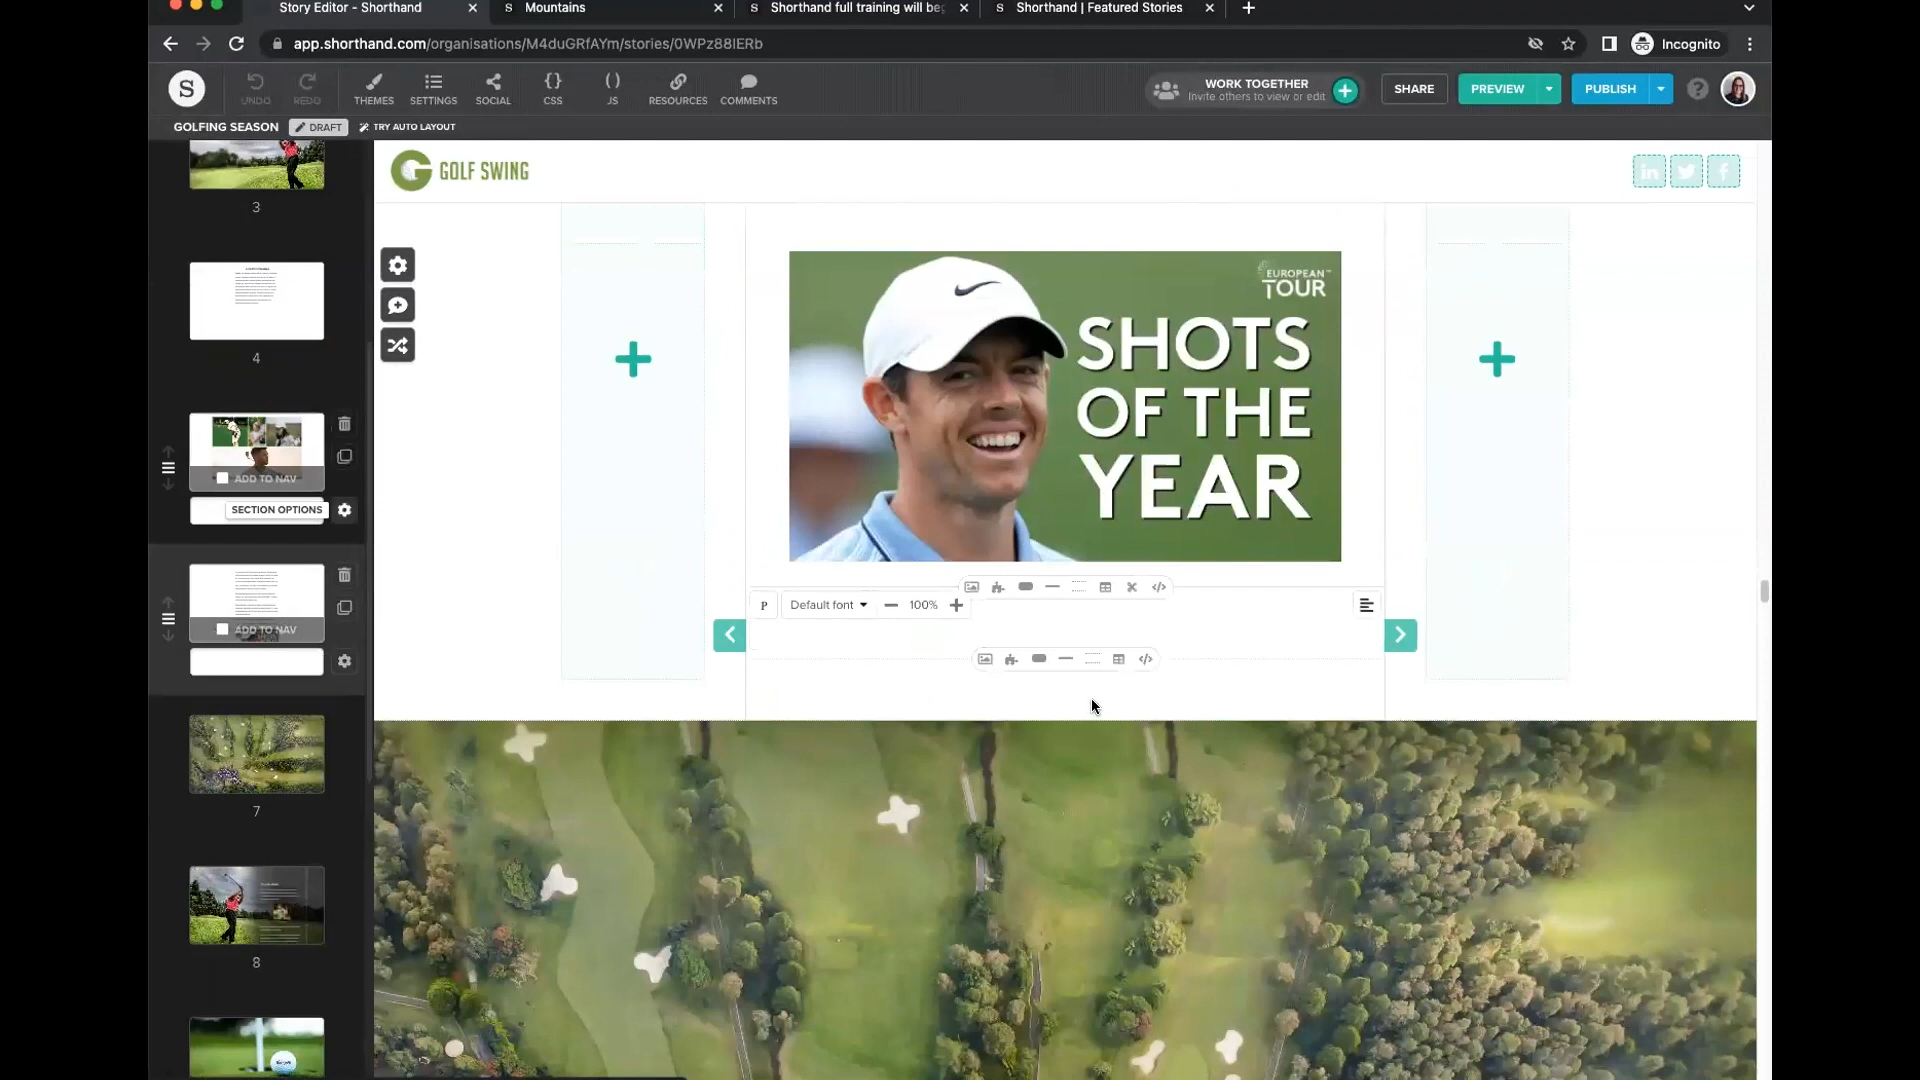 Story Editor - Shorthand
Mountains
Shorthand full training will be
Shorthand | Featured Stories
app.shorthand.com/organisations/M4duGRfAYm/stories/0WPz88IERb
Incognito
S
UNDO
REDO
THEMES
SETTINGS
SOCIAL
{} CSS
() JS
RESOURCES
COMMENTS
WORK TOGETHER
Invite others to view or edit
SHARE
PREVIEW
PUBLISH
GOLFING SEASON
DRAFT
TRY AUTO LAYOUT
GOLF SWING
3
4
ADD TO NAV
SECTION OPTIONS
ADD TO NAV
7
8
EUROPEAN
TOUR
SHOTS
OF THE
YEAR
P
Default font
100%